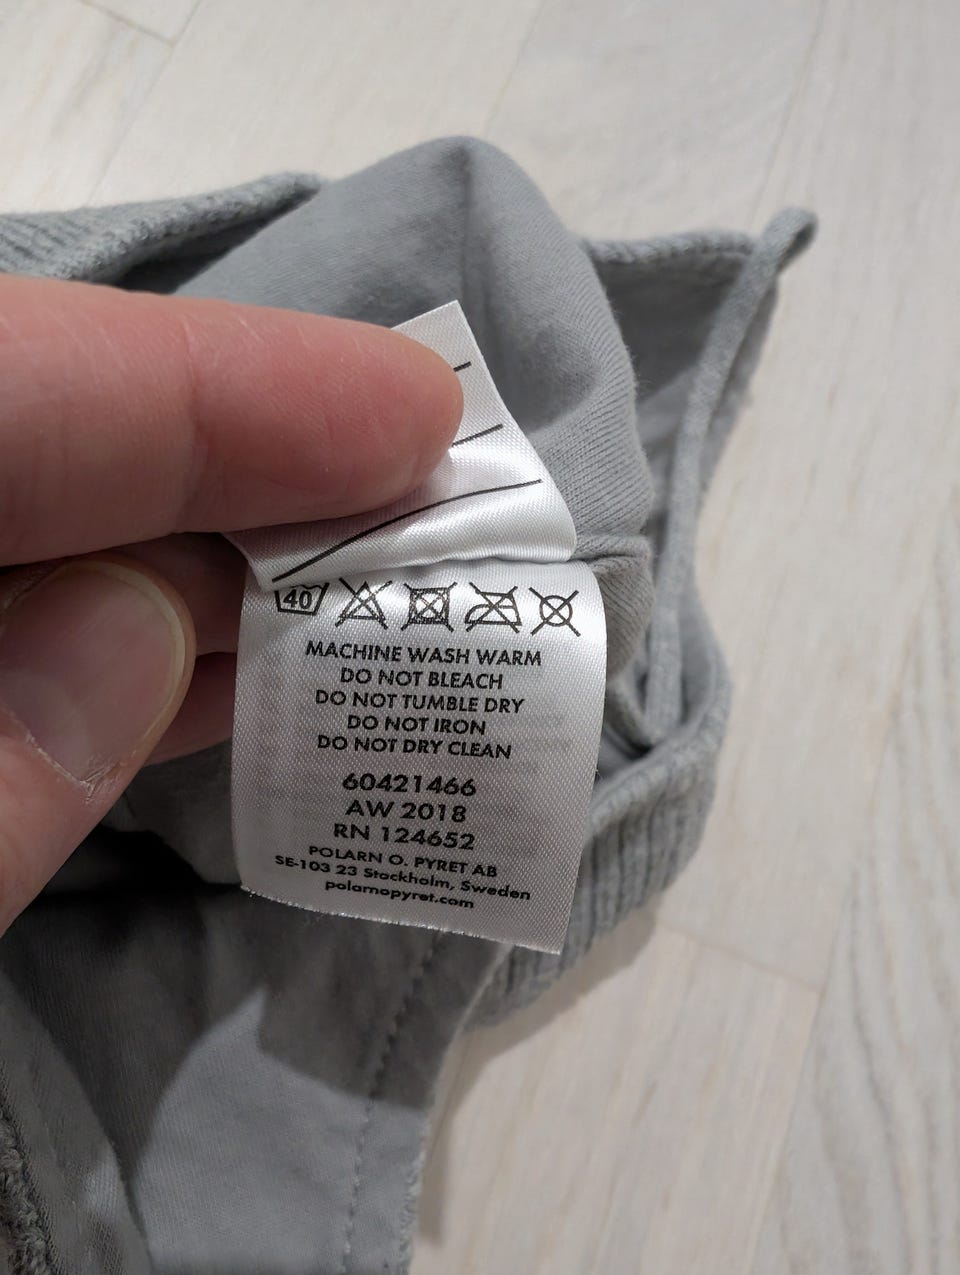 40
MACHINE WASH WARM
DO NOT BLEACH
DO NOT TUMBLE DRY
DO NOT IRON
DO NOT DRY CLEAN
60421466
AW 2018
RN 124652
POLARN O. PYRET AB
SE-103 23 Stockholm, Sweden
polarnopyret.com